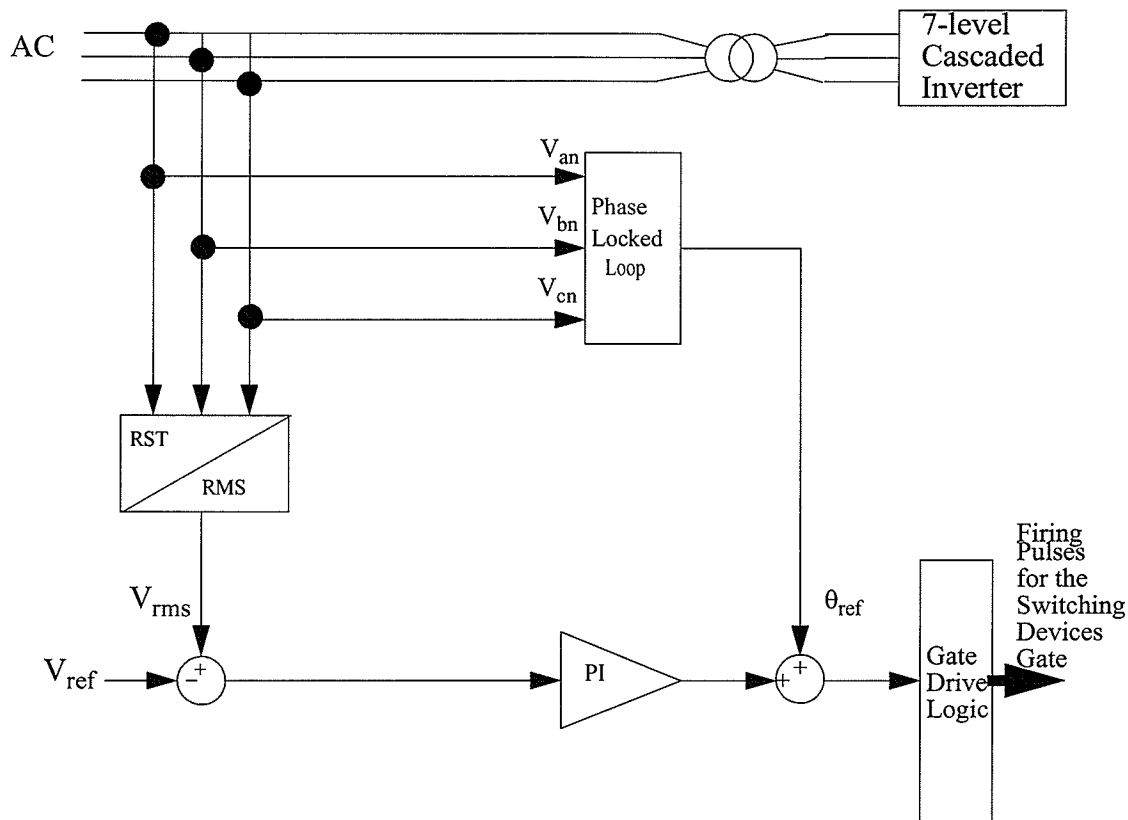 AC
7-level
Cascaded
Inverter
Van
Phase
Vbn
Locked
Loop
Vcn
RST
RMS
Vrms
θref
Firing
Pulses
for the
Switching
Devices
Gate
Vref
+
−
PI
+
+
Gate
Drive
Logic